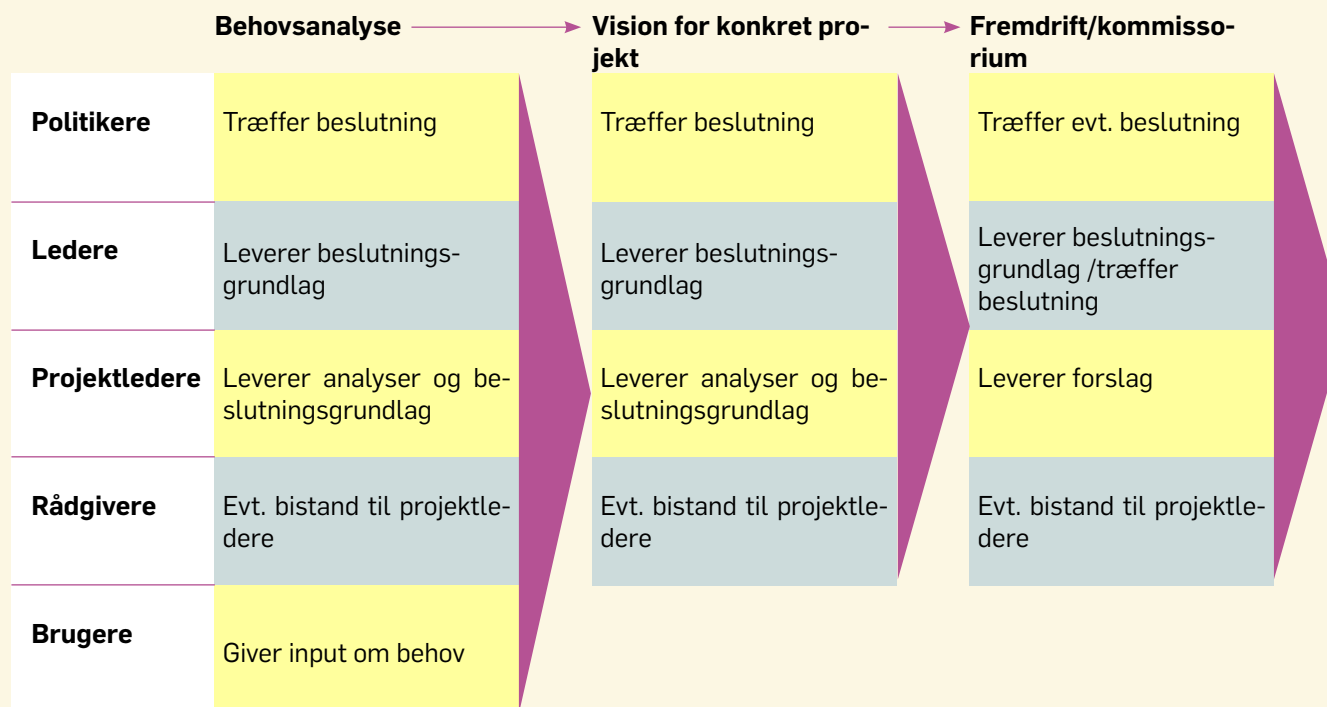 Behovsanalyse
Vision for konkret pro-
jekt
Fremdrift/kommisso-
rium
Politikere
Træffer beslutning
Træffer beslutning
Træffer evt. beslutning
Ledere
Leverer beslutnings-
grundlag
Leverer beslutnings-
grundlag
Leverer beslutnings-
grundlag /træffer
beslutning
Projektledere
Leverer analyser og be-
slutningsgrundlag
Leverer analyser og be-
slutningsgrundlag
Leverer forslag
Rådgivere
Evt. bistand til projektle-
dere
Evt. bistand til projektle-
dere
Evt. bistand til projektle-
dere
Brugere
Giver input om behov